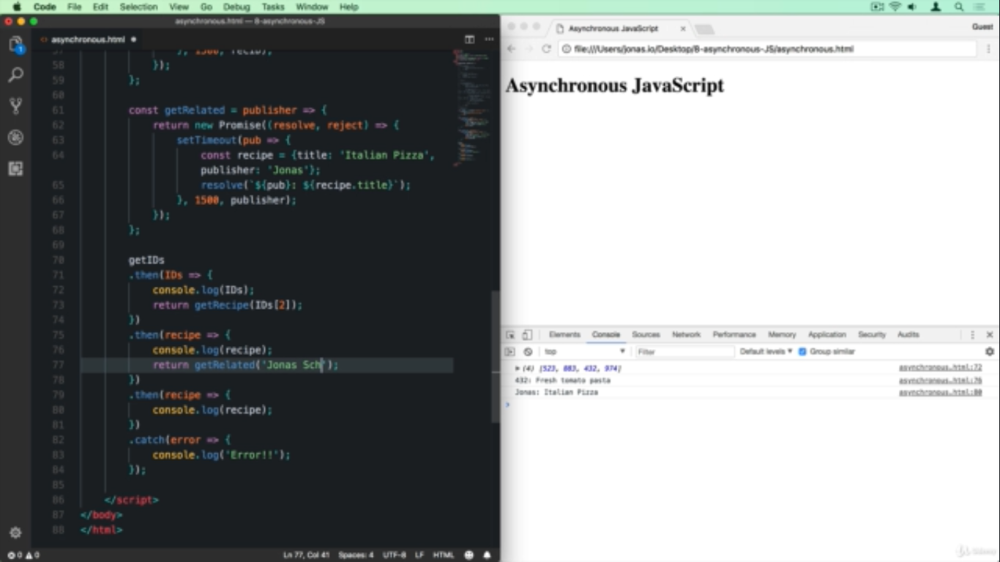 Code File Edit Selection View Go Debug Tasks Window Help
asynchronous.html — 8-asynchronous-JS
asynchronous.html
57 }, 1500, recID);
58 });
59 };
60
61 const getRelated = publisher => {
62 return new Promise((resolve, reject) => {
63 setTimeout(pub => {
64 const recipe = {title: 'Italian Pizza',
publisher: 'Jonas'};
65 resolve(`${pub}: ${recipe.title}`);
66 }, 1500, publisher);
67 });
68 };
69
70 getIDs
71 .then(IDs => {
72 console.log(IDs);
73 return getRecipe(IDs[2]);
74 })
75 .then(recipe => {
76 console.log(recipe);
77 return getRelated('Jonas Sch');
78 })
79 .then(recipe => {
80 console.log(recipe);
81 })
82 .catch(error => {
83 console.log('Error!!');
84 });
85
86 </script>
87 </body>
88 </html>
1
0 0 Ln 77, Col 41 Spaces: 4 UTF-8 LF HTML
Asynchronous JavaScript
Guest
file:///Users/jonas.io/Desktop/8-asynchronous-JS/asynchronous.html
Asynchronous JavaScript
Elements Console Sources Network Performance Memory Application Security Audits
top Filter Default levels Group similar
(4) [523, 883, 432, 974] asynchronous.html:72
432: Fresh tomato pasta asynchronous.html:76
Jonas: Italian Pizza asynchronous.html:80
Udemy